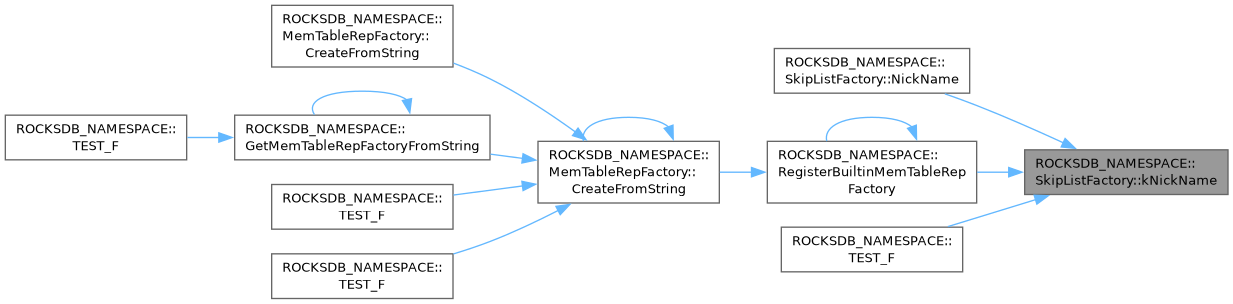 ROCKSDB_NAMESPACE::
MemTableRepFactory::
CreateFromString
ROCKSDB_NAMESPACE::
SkipListFactory::NickName
ROCKSDB_NAMESPACE::
TEST_F
ROCKSDB_NAMESPACE::
GetMemTableRepFactoryFromString
ROCKSDB_NAMESPACE::
MemTableRepFactory::
CreateFromString
ROCKSDB_NAMESPACE::
RegisterBuiltinMemTableRep
Factory
ROCKSDB_NAMESPACE::
SkipListFactory::kNickName
ROCKSDB_NAMESPACE::
TEST_F
ROCKSDB_NAMESPACE::
TEST_F
ROCKSDB_NAMESPACE::
TEST_F